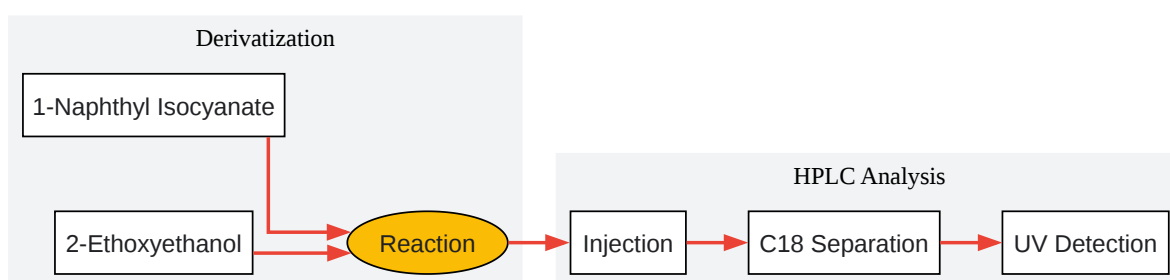 Derivatization
1-Naphthyl Isocyanate
2-Ethoxyethanol
Reaction
HPLC Analysis
Injection
C18 Separation
UV Detection